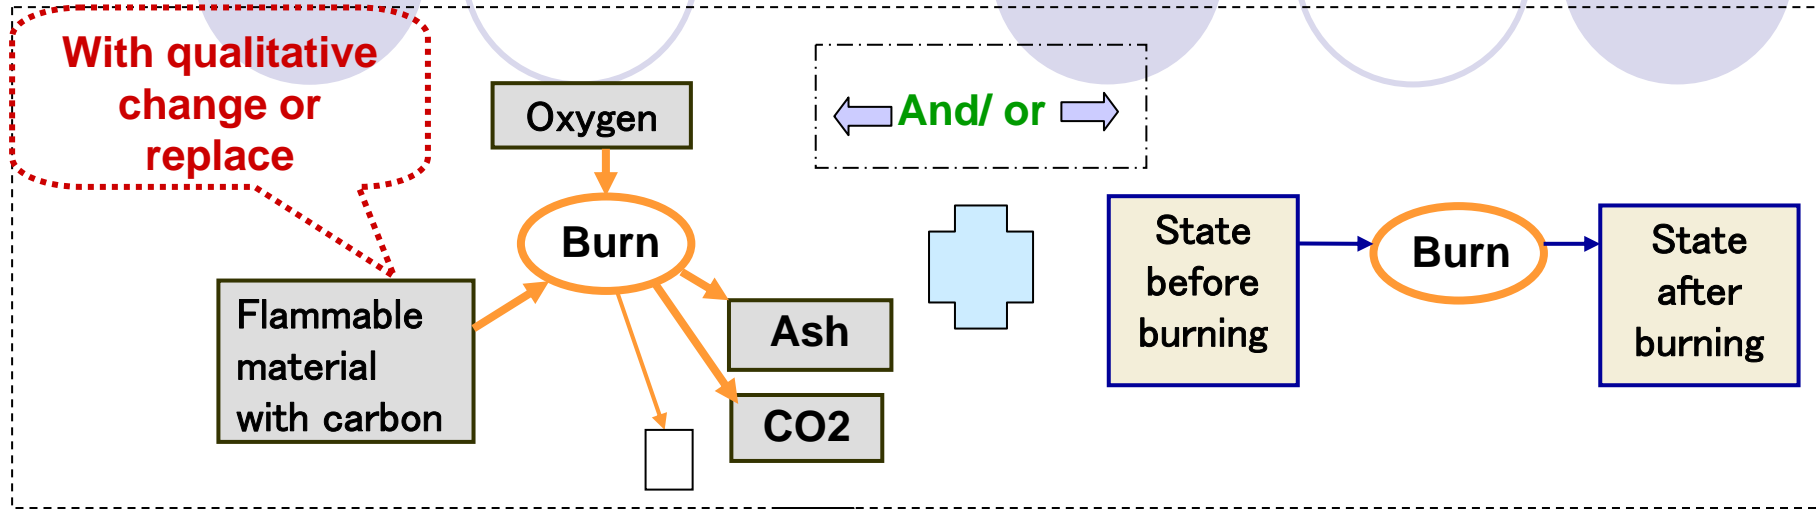 With qualitative
change or
replace
Oxygen
And/ or
Burn
Flammable
material
with carbon
Ash
CO2
State
before
burning
Burn
State
after
burning